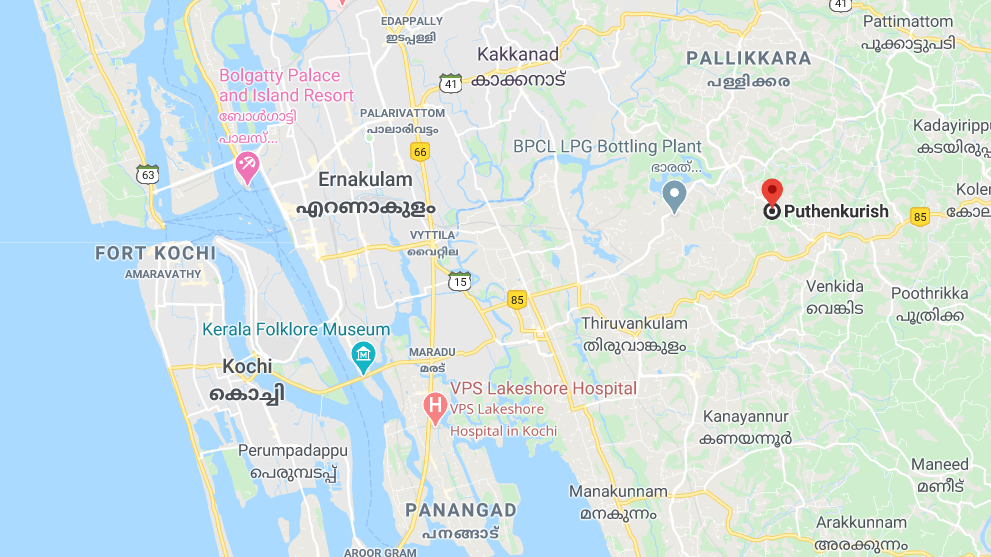 41
EDAPPALLY
ഇടപ്പള്ളി
Pattimattom
പൂക്കാട്ടുപടി
Kakkanad
കാക്കനാട്
PALLIKKARA
പള്ളിക്കര
Bolgatty Palace
and Island Resort
ബോൾഗാട്ടി
പാലസ്...
41
PALARIVATTOM
പാലാരിവട്ടം
Kadayiruppu
കടയിരുപ്പ
BPCL LPG Bottling Plant
ഭാരത്...
66
63
Ernakulam
എറണാകുളം
Puthenkurish
Kolen
കോല
85
VYTTILA
വൈറ്റില
FORT KOCHI
AMARAVATHY
15
85
Venkida
വെങ്കിട
Poothrikka
പൂത്രിക്ക
Kerala Folklore Museum
Thiruvankulam
തിരുവാങ്കുളം
MARADU
മരട്
Kochi
കൊച്ചി
VPS Lakeshore Hospital
VPS Lakeshore
Hospital in Kochi
H
Kanayannur
കണയന്നൂർ
Perumpadappu
പെരുമ്പടപ്പ്
Maneed
മണീട്
Manakunnam
മനകുന്നം
PANANGAD
പനങ്ങാട്
Arakkunnam
അരക്കുന്നം
AROOR GRAM